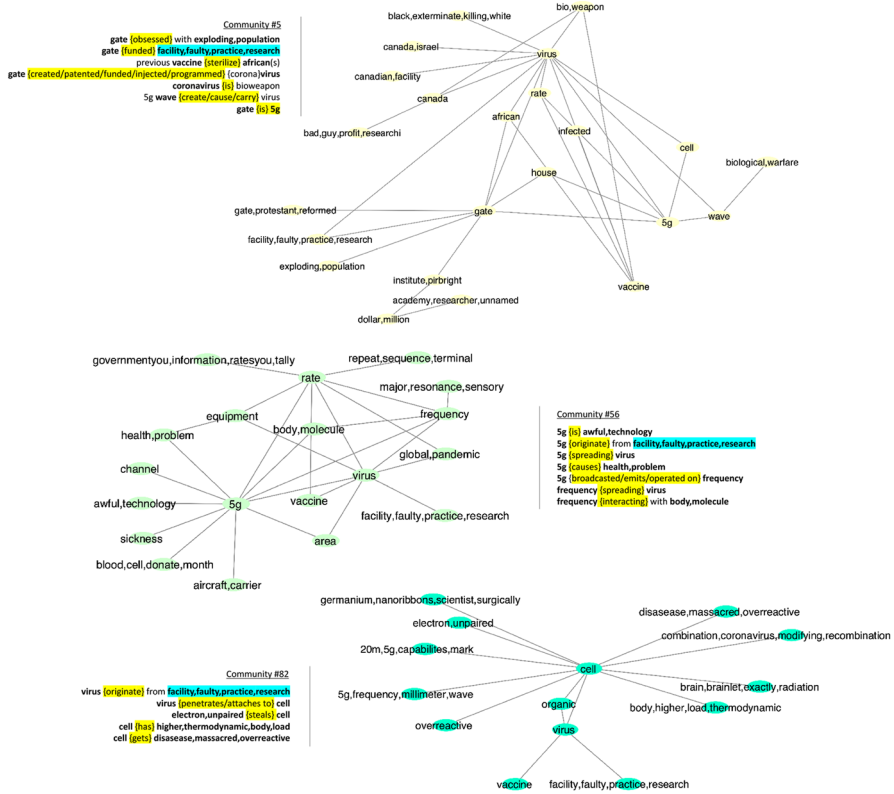 Community #5
gate {obsessed} with exploding,population
gate {funded} facility,faulty,practice,research
previous vaccine {sterilize} african(s)
gate {created/patented/funded/injected/programmed} {corona)virus
coronavirus {is} bioweapon
5g wave {create/cause/carry} virus
gate {is} 5g
bio,weapon
black,exterminate,killing,white
canada,israel
virus
canadian,facility
rate
canada
african
bad,guy,profit,researchi
infected
cell
biological,warfare
house
gate,protestant,reformed
gate
wave
5g
facility,faulty,practice,research
exploding,population
institute,pirbright
vaccine
academy,researcher,unnamed
dollar,million
governmentyou,information,ratesyou,tally
repeat,sequence,terminal
rate
major,resonance,sensory
equipment
frequency
health,problem
body,molecule
global,pandemic
channel
virus
awful,technology
5g
vaccine
facility,faulty,practice,research
sickness
area
blood,cell,donate,month
aircraft,carrier
Community #56
5g {is} awful,technology
5g {originate} from facility,faulty,practice,research
5g {spreading} virus
5g {causes} health,problem
5g {broadcasted/emits/operated on} frequency
frequency {spreading} virus
frequency {interacting} with body,molecule
Community #82
virus {originate} from facility,faulty,practice,research
virus {penetrates/attaches to} cell
electron,unpaired {steals} cell
cell {has} higher,thermodynamic,body,load
cell {gets} disasease,massacred,overreactive
germanium,nanoribbons,scientist,surgically
disasease,massacred,overreactive
electron,unpaired
combination,coronavirus,modifying,recombination
20m,5g,capabilites,mark
cell
brain,brainlet,exactly,radiation
5g,frequency,millimeter,wave
organic
body,higher,load,thermodynamic
overreactive
virus
vaccine
facility,faulty,practice,research